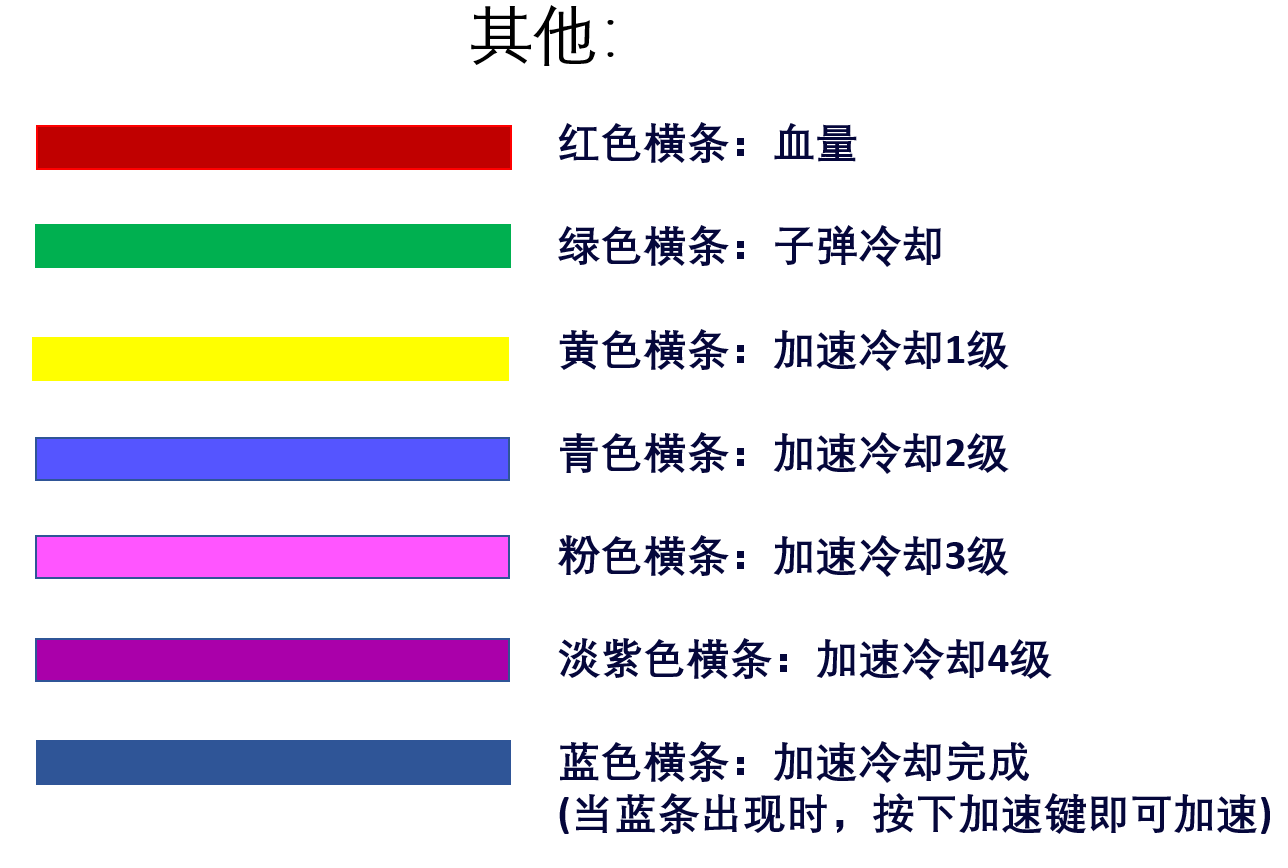 其他：
红色横条：血量
绿色横条：子弹冷却
黄色横条：加速冷却1级
青色横条：加速冷却2级
粉色横条：加速冷却3级
淡紫色横条：加速冷却4级
蓝色横条：加速冷却完成
(当蓝条出现时，按下加速键即可加速)